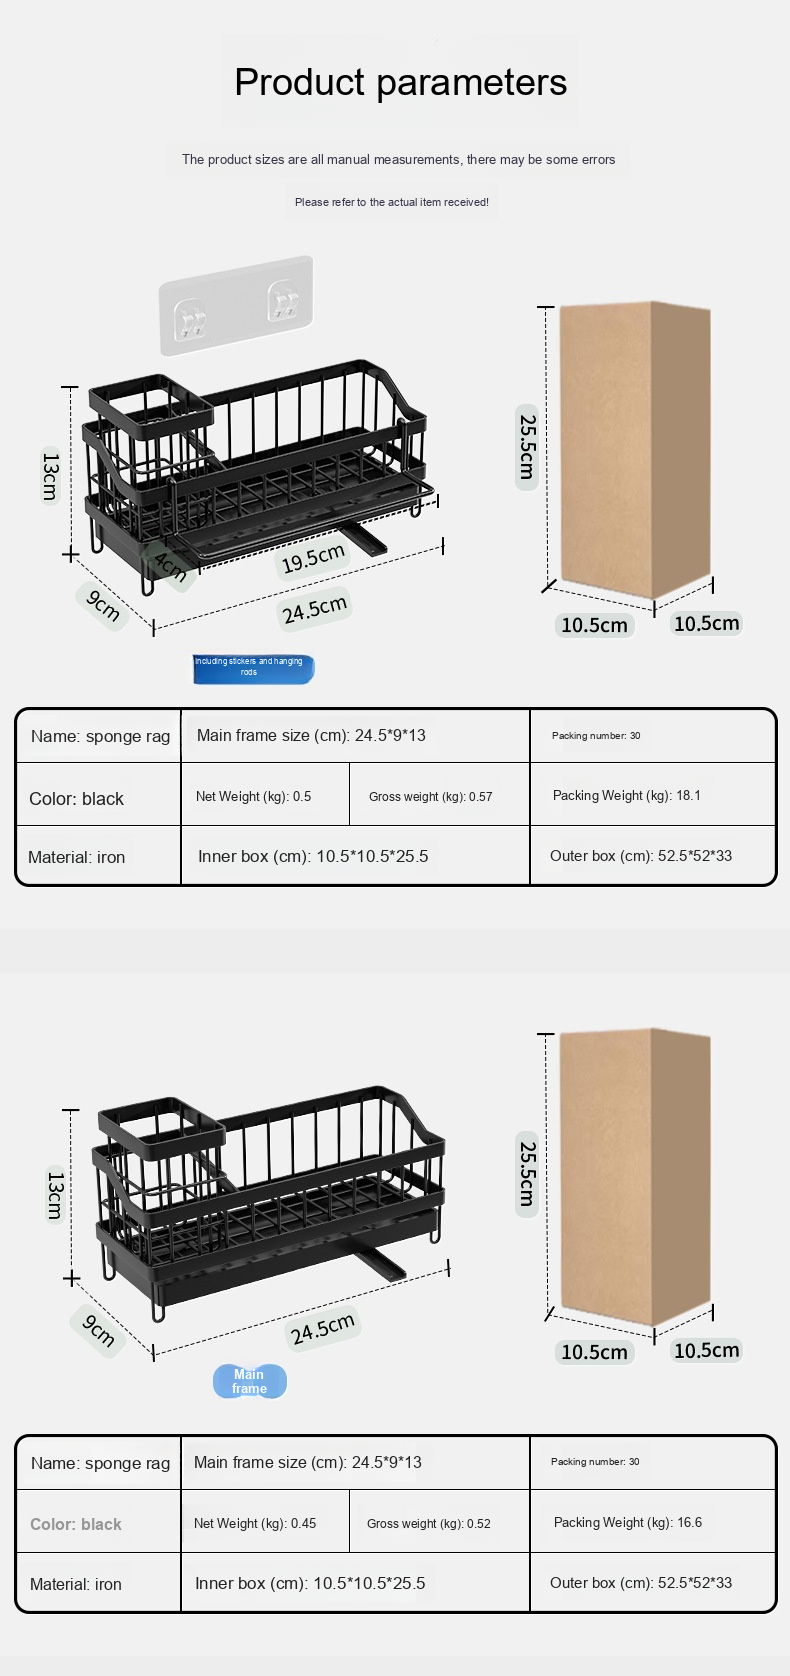 Product parameters
The product sizes are all manual measurements, there may be some errors
Please refer to the actual item received!
13cm
25.5cm
4cm
19.5cm
9cm
24.5cm
10.5cm
10.5cm
Including stickers and hanging
rods
Name: sponge rag
Main frame size (cm): 24.5*9*13
Packing number: 30
Color: black
Net Weight (kg): 0.5
Gross weight (kg): 0.57
Packing Weight (kg): 18.1
Material: iron
Inner box (cm): 10.5*10.5*25.5
Outer box (cm): 52.5*52*33
13cm
25.5cm
9cm
24.5cm
10.5cm
10.5cm
Main
frame
Name: sponge rag
Main frame size (cm): 24.5*9*13
Packing number: 30
Color: black
Net Weight (kg): 0.45
Gross weight (kg): 0.52
Packing Weight (kg): 16.6
Material: iron
Inner box (cm): 10.5*10.5*25.5
Outer box (cm): 52.5*52*33